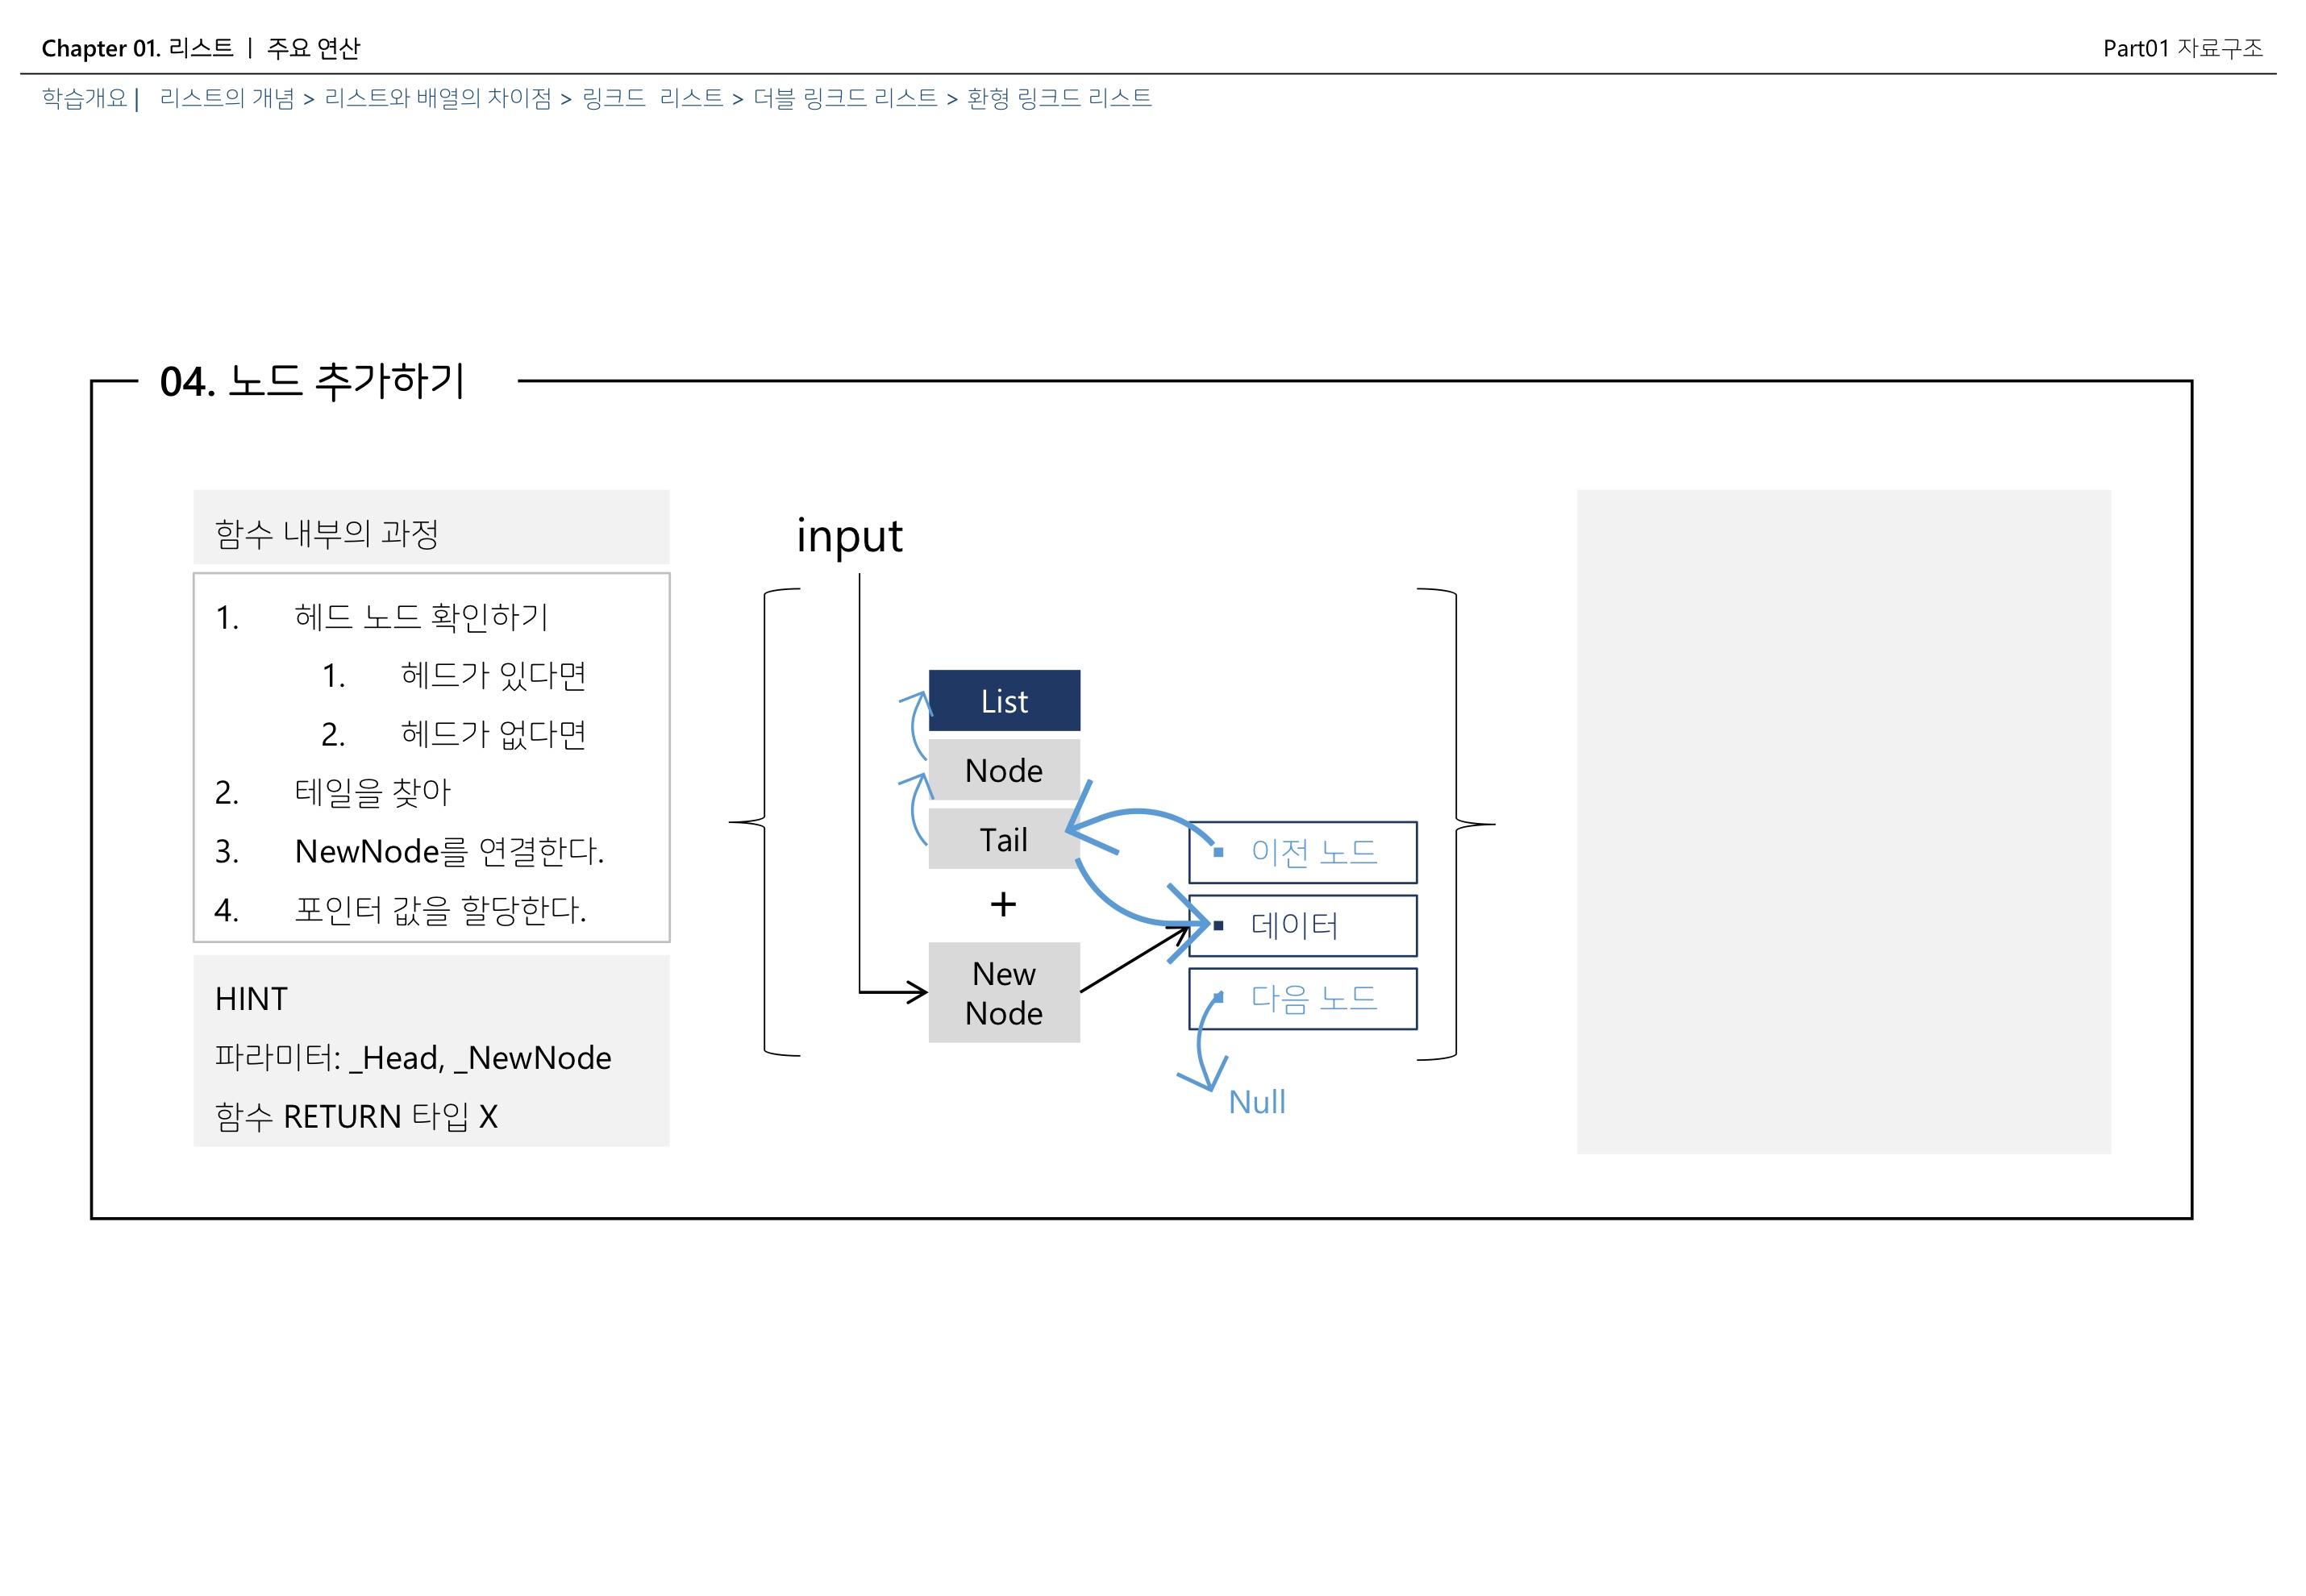 Chapter 01. 리스트 | 주요 연산
Part01 자료구조
학습개요 | 리스트의 개념 > 리스트와 배열의 차이점 > 링크드 리스트 > 더블 링크드 리스트 > 환형 링크드 리스트
04. 노드 추가하기
함수 내부의 과정
1. 헤드 노드 확인하기
1. 헤드가 있다면
2. 헤드가 없다면
2. 테일을 찾아
3. NewNode를 연결한다.
4. 포인터 값을 할당한다.
HINT
파라미터: _Head, _NewNode
함수 RETURN 타입 X
input
List
Node
Tail
+
New
Node
▪ 이전 노드
▪ 데이터
▪ 다음 노드
Null